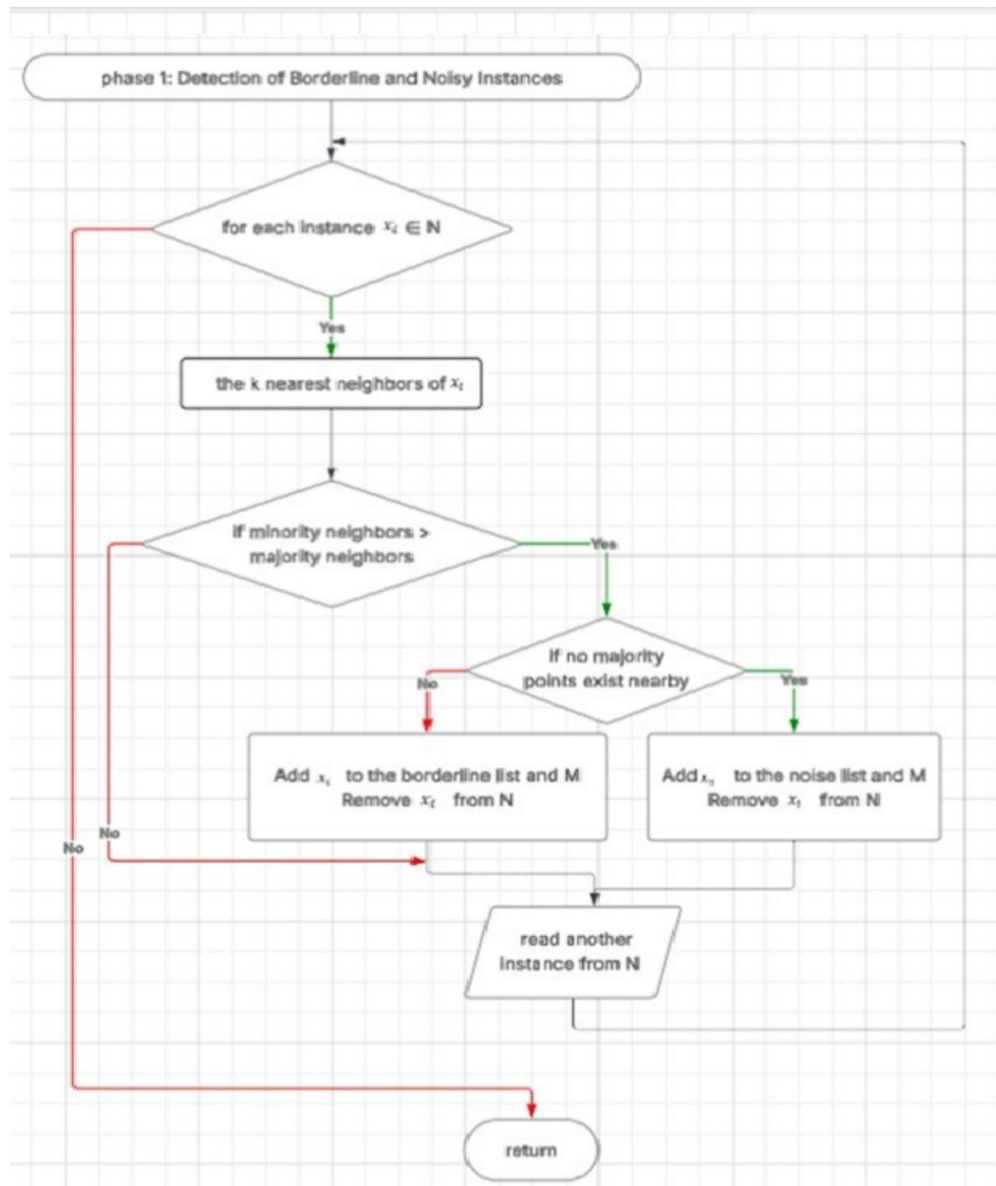 phase 1: Detection of Borderline and Noisy Instances
for each instance xᵢ ∈ N
Yes
the k nearest neighbors of xᵢ
if minority neighbors >
majority neighbors
Yes
if no majority
points exist nearby
No
Yes
Add xᵢ to the borderline list and M
Remove xᵢ from N
Add xᵢ to the noise list and M
Remove xᵢ from N
No
No
read another
instance from N
return